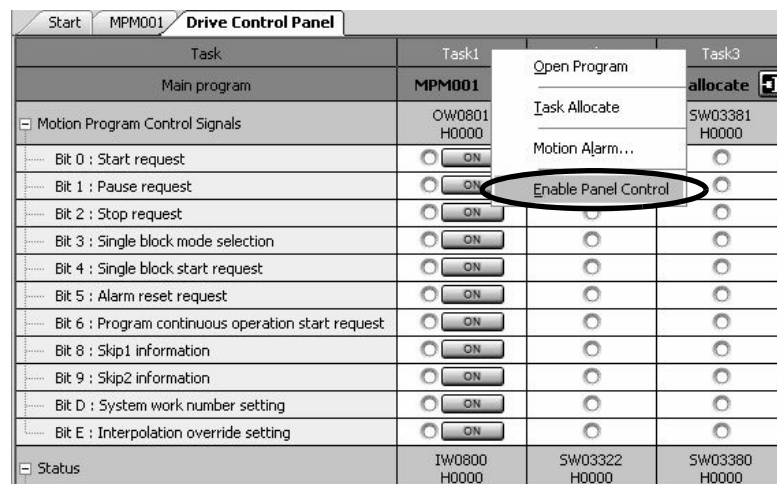 Start MPM001 Drive Control Panel
Task Task1 Task3
Main program MPM001 allocate
Motion Program Control Signals OW0801 H0000 SW03381 H0000
Open Program
Task Allocate
Motion Alarm...
Enable Panel Control
Bit 0 : Start request ON
Bit 1 : Pause request ON
Bit 2 : Stop request ON
Bit 3 : Single block mode selection ON
Bit 4 : Single block start request ON
Bit 5 : Alarm reset request ON
Bit 6 : Program continuous operation start request ON
Bit 8 : Skip1 information ON
Bit 9 : Skip2 information ON
Bit D : System work number setting ON
Bit E : Interpolation override setting ON
Status IW0800 H0000 SW03322 H0000 SW03380 H0000